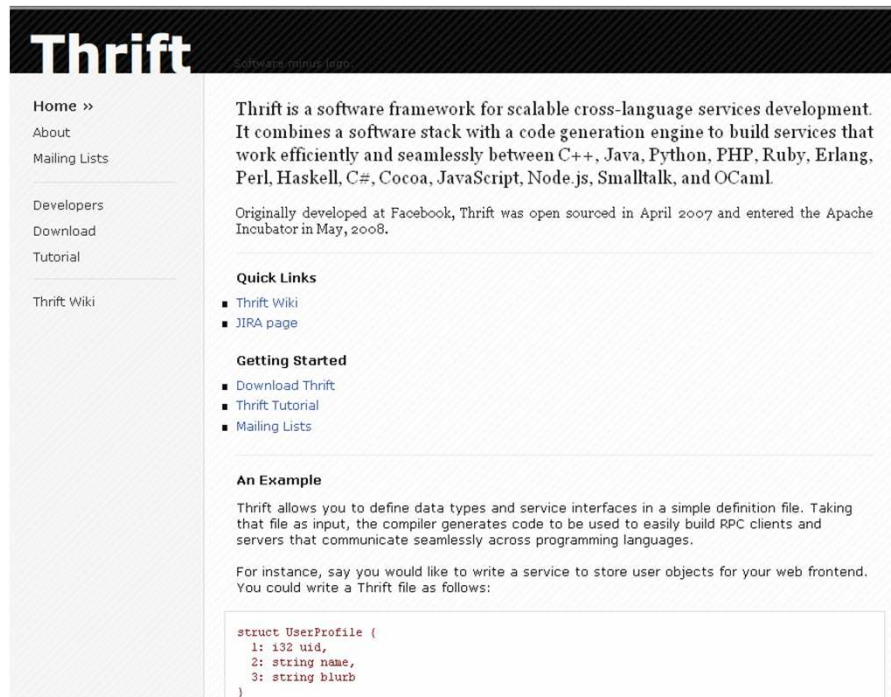 Thrift
Software minus logo.
Home »
About
Mailing Lists
Developers
Download
Tutorial
Thrift Wiki
Thrift is a software framework for scalable cross-language services development.
It combines a software stack with a code generation engine to build services that
work efficiently and seamlessly between C++, Java, Python, PHP, Ruby, Erlang,
Perl, Haskell, C#, Cocoa, JavaScript, Node.js, Smalltalk, and OCaml.
Originally developed at Facebook, Thrift was open sourced in April 2007 and entered the Apache
Incubator in May, 2008.
Quick Links
Thrift Wiki
JIRA page
Getting Started
Download Thrift
Thrift Tutorial
Mailing Lists
An Example
Thrift allows you to define data types and service interfaces in a simple definition file. Taking
that file as input, the compiler generates code to be used to easily build RPC clients and
servers that communicate seamlessly across programming languages.
For instance, say you would like to write a service to store user objects for your web frontend.
You could write a Thrift file as follows:
struct UserProfile {
1: i32 uid,
2: string name,
3: string blurb
}